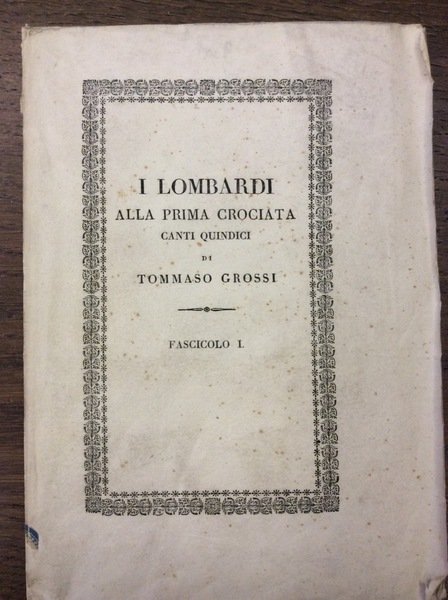 I LOMBARDI
ALLA PRIMA CROCIATA
CANTI QUINDICI
DI
TOMMASO GROSSI
FASCICOLO I.